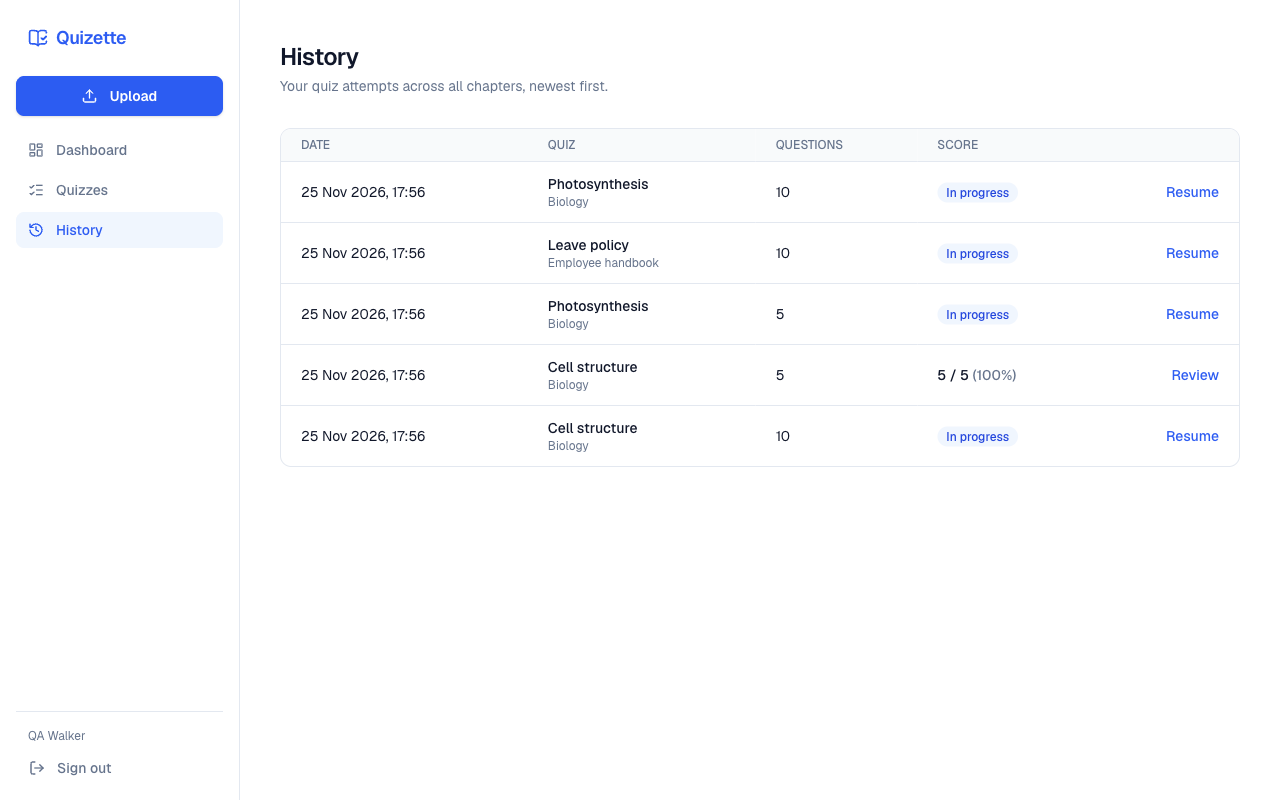 Quizette
Upload
Dashboard
Quizzes
History
QA Walker
Sign out
History
Your quiz attempts across all chapters, newest first.
DATE QUIZ QUESTIONS SCORE
25 Nov 2026, 17:56 Photosynthesis Biology 10 In progress Resume
25 Nov 2026, 17:56 Leave policy Employee handbook 10 In progress Resume
25 Nov 2026, 17:56 Photosynthesis Biology 5 In progress Resume
25 Nov 2026, 17:56 Cell structure Biology 5 5 / 5 (100%) Review
25 Nov 2026, 17:56 Cell structure Biology 10 In progress Resume